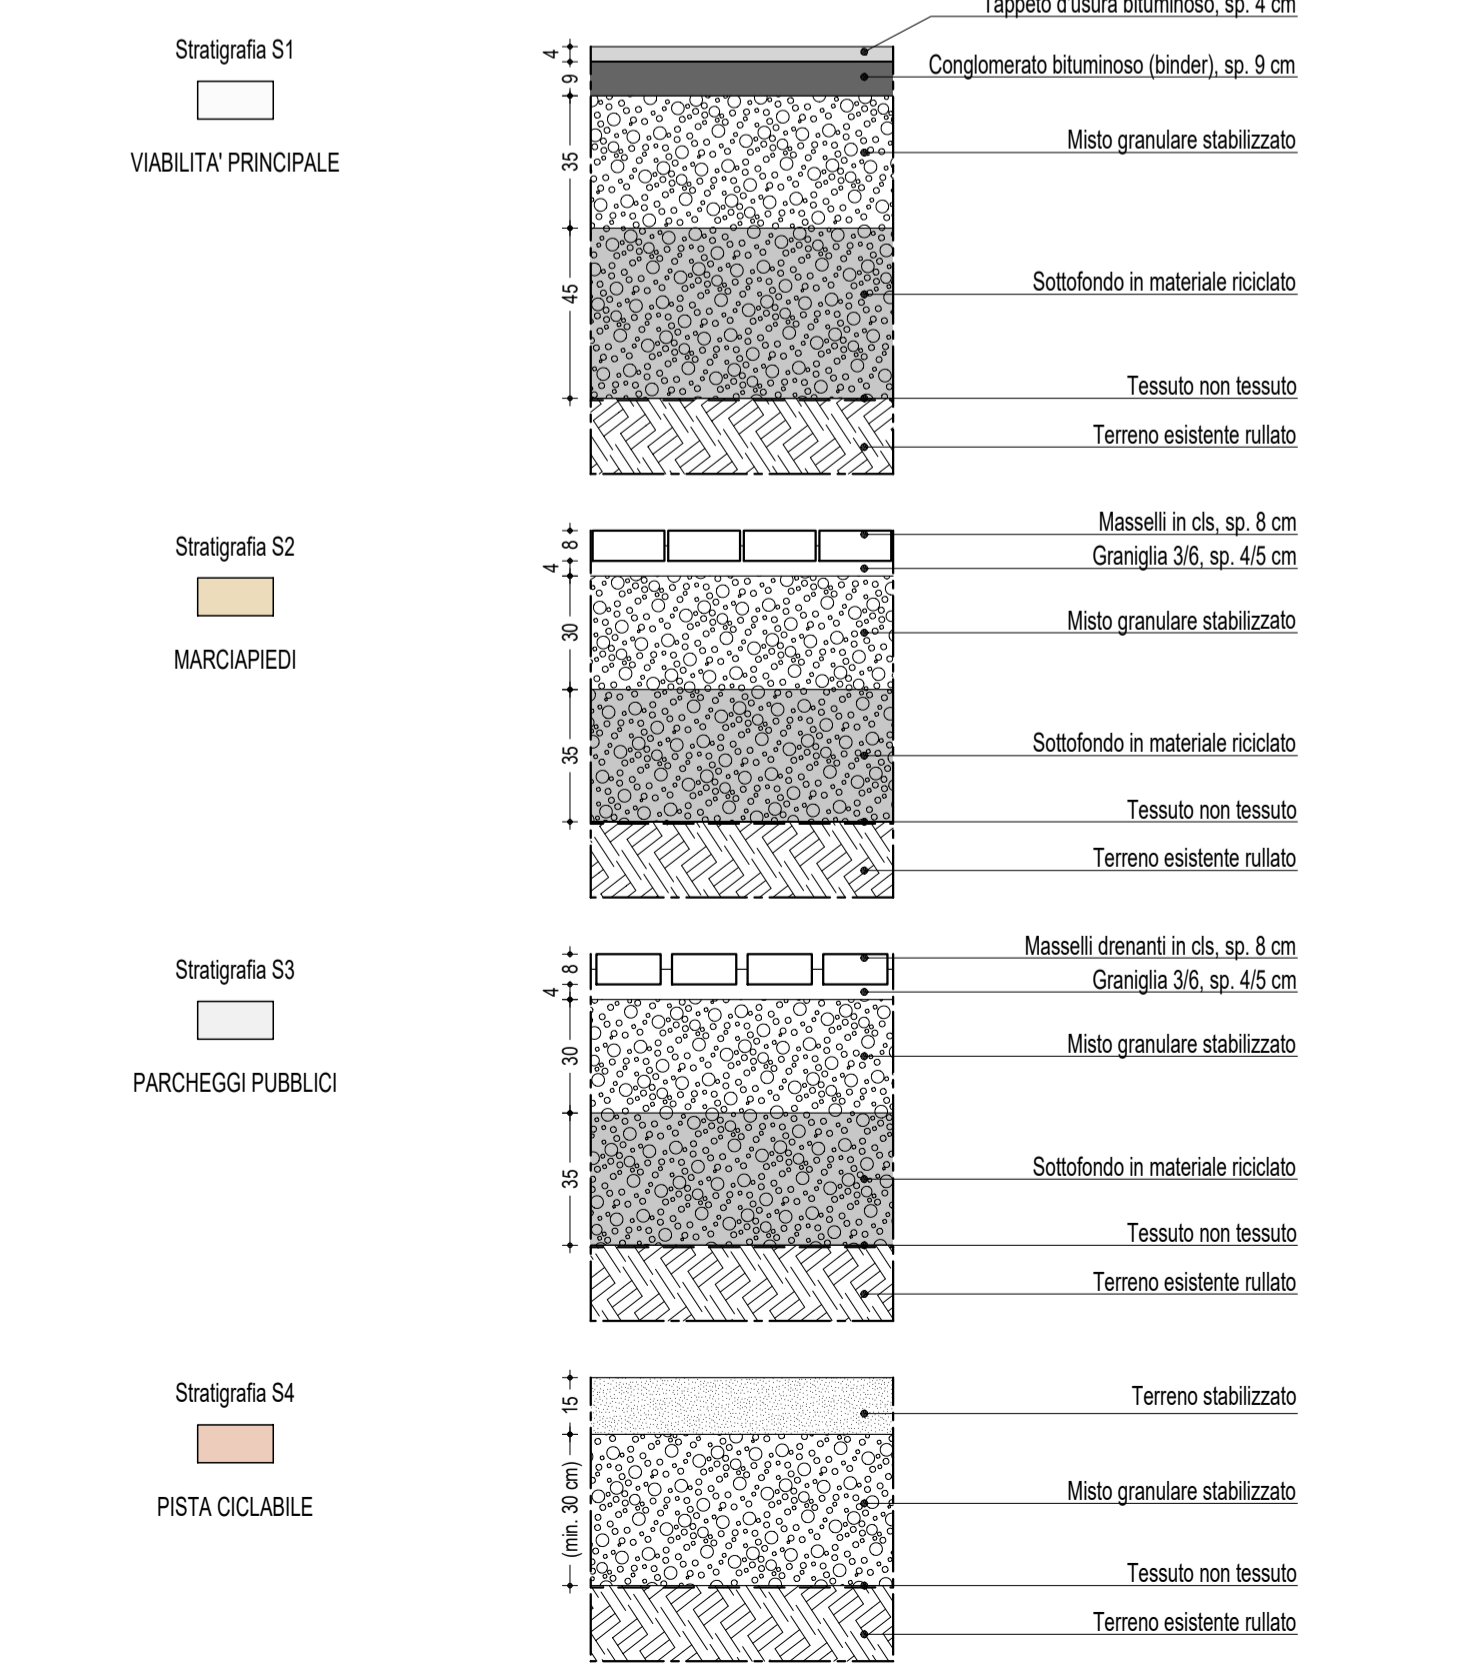 Tappeto d'usura bituminoso, sp. 4 cm
Stratigrafia S1
4
Conglomerato bituminoso (binder), sp. 9 cm
9
VIABILITA' PRINCIPALE
35
Misto granulare stabilizzato
45
Sottofondo in materiale riciclato
Tessuto non tessuto
Terreno esistente rullato
Stratigrafia S2
8
Masselli in cls, sp. 8 cm
4
Graniglia 3/6, sp. 4/5 cm
MARCIAPIEDI
30
Misto granulare stabilizzato
35
Sottofondo in materiale riciclato
Tessuto non tessuto
Terreno esistente rullato
Stratigrafia S3
8
Masselli drenanti in cls, sp. 8 cm
4
Graniglia 3/6, sp. 4/5 cm
PARCHEGGI PUBBLICI
30
Misto granulare stabilizzato
35
Sottofondo in materiale riciclato
Tessuto non tessuto
Terreno esistente rullato
Stratigrafia S4
15
Terreno stabilizzato
PISTA CICLABILE
(min. 30 cm)
Misto granulare stabilizzato
Tessuto non tessuto
Terreno esistente rullato